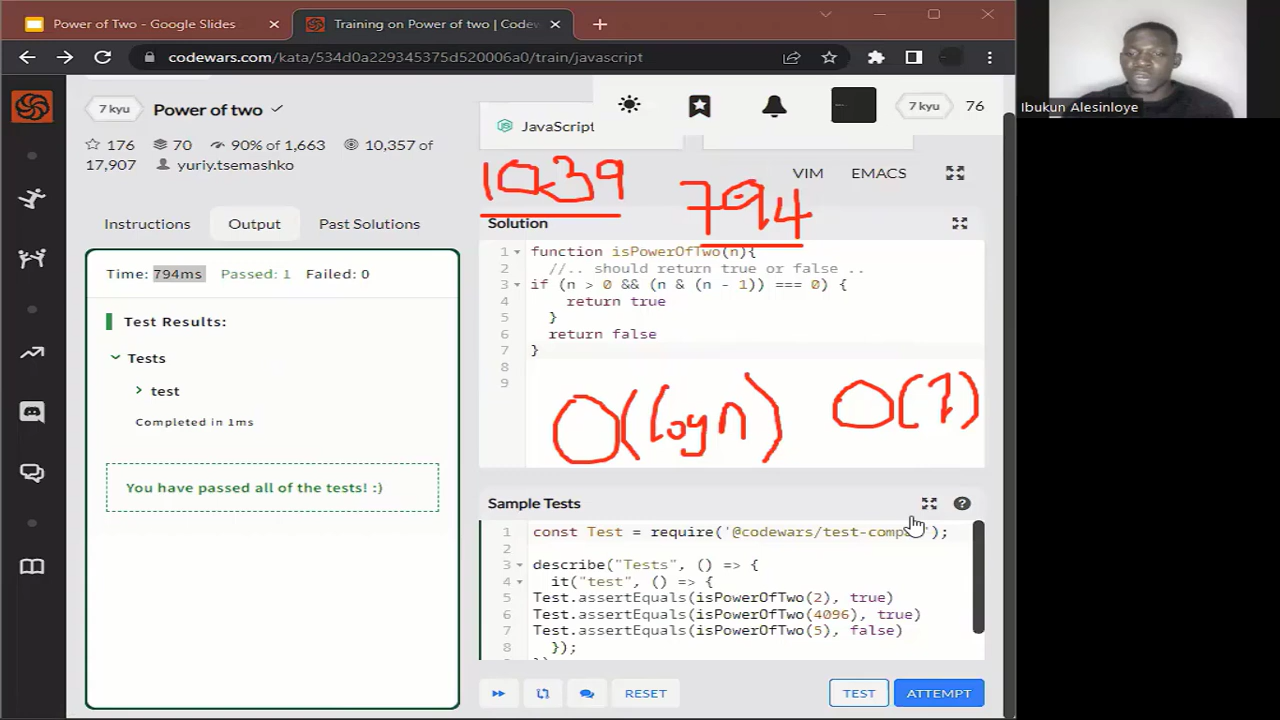 Power of Two - Google Slides
Training on Power of two | Codew
codewars.com/kata/534d0a229345375d520006a0/train/javascript
Ibukun Alesinloye
7 kyu Power of two
176 70 90% of 1,663 10,357 of
17,907 yuriy.tsemashko
7 kyu 76
JavaScript
VIM EMACS
1039
794
Instructions Output Past Solutions
Time: 794ms Passed: 1 Failed: 0
Test Results:
Tests
test
Completed in 1ms
You have passed all of the tests! :)
Solution
1 function isPowerOfTwo(n){
2 //.. should return true or false ..
3 if (n > 0 && (n & (n - 1)) === 0) {
4 return true
5 }
6 return false
7 }
8
9
O(logn) O(1)
Sample Tests
1 const Test = require('@codewars/test-comp');
2
3 describe("Tests", () => {
4 it("test", () => {
5 Test.assertEquals(isPowerOfTwo(2), true)
6 Test.assertEquals(isPowerOfTwo(4096), true)
7 Test.assertEquals(isPowerOfTwo(5), false)
8 });
RESET TEST ATTEMPT